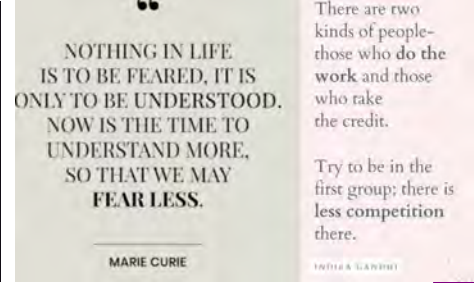 NOTHING IN LIFE
IS TO BE FEARED, IT IS
ONLY TO BE UNDERSTOOD.
NOW IS THE TIME TO
UNDERSTAND MORE,
SO THAT WE MAY
FEAR LESS.
MARIE CURIE
There are two
kinds of people-
those who do the
work and those
who take
the credit.
Try to be in the
first group; there is
less competition
there.
INDIRA GANDHI